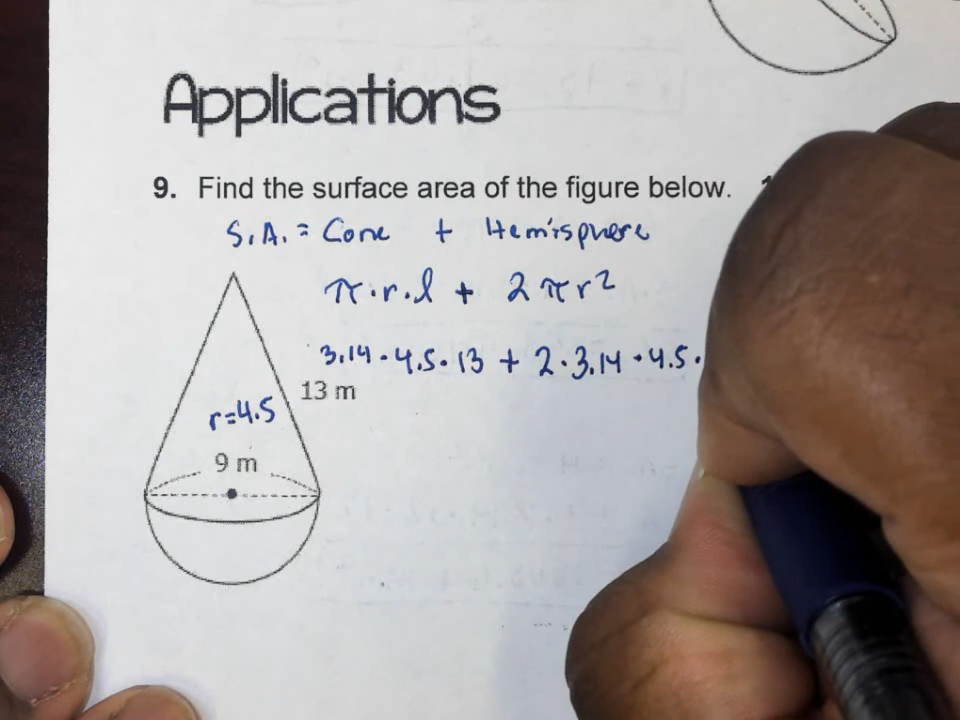 Applications
9. Find the surface area of the figure below.
S.A. = Cone + Hemisphere
π·r·l + 2πr²
3.14·4.5·13 + 2·3.14·4.5·
13 m
r=4.5
9 m